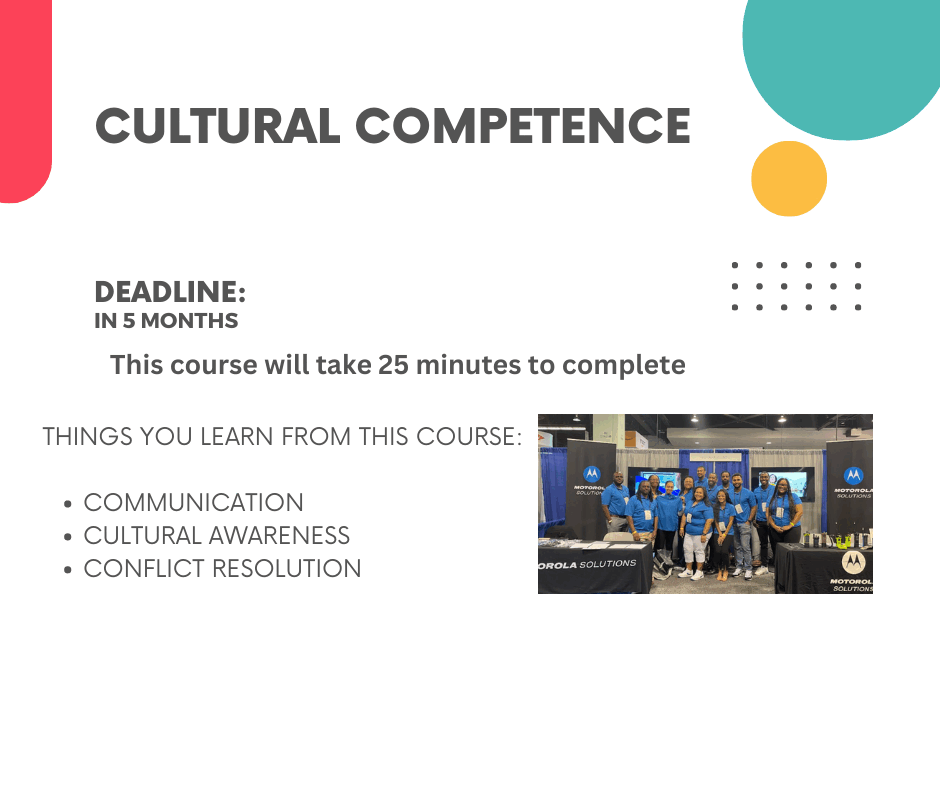 CULTURAL COMPETENCE
DEADLINE:
IN 5 MONTHS
This course will take 25 minutes to complete
THINGS YOU LEARN FROM THIS COURSE:
COMMUNICATION
CULTURAL AWARENESS
CONFLICT RESOLUTION
MOTOROLA
SOLUTIONS
MOTOROL
SOLUTIONS
OROLA SOLUTIONS
MOTOROL
SOLUTIONS